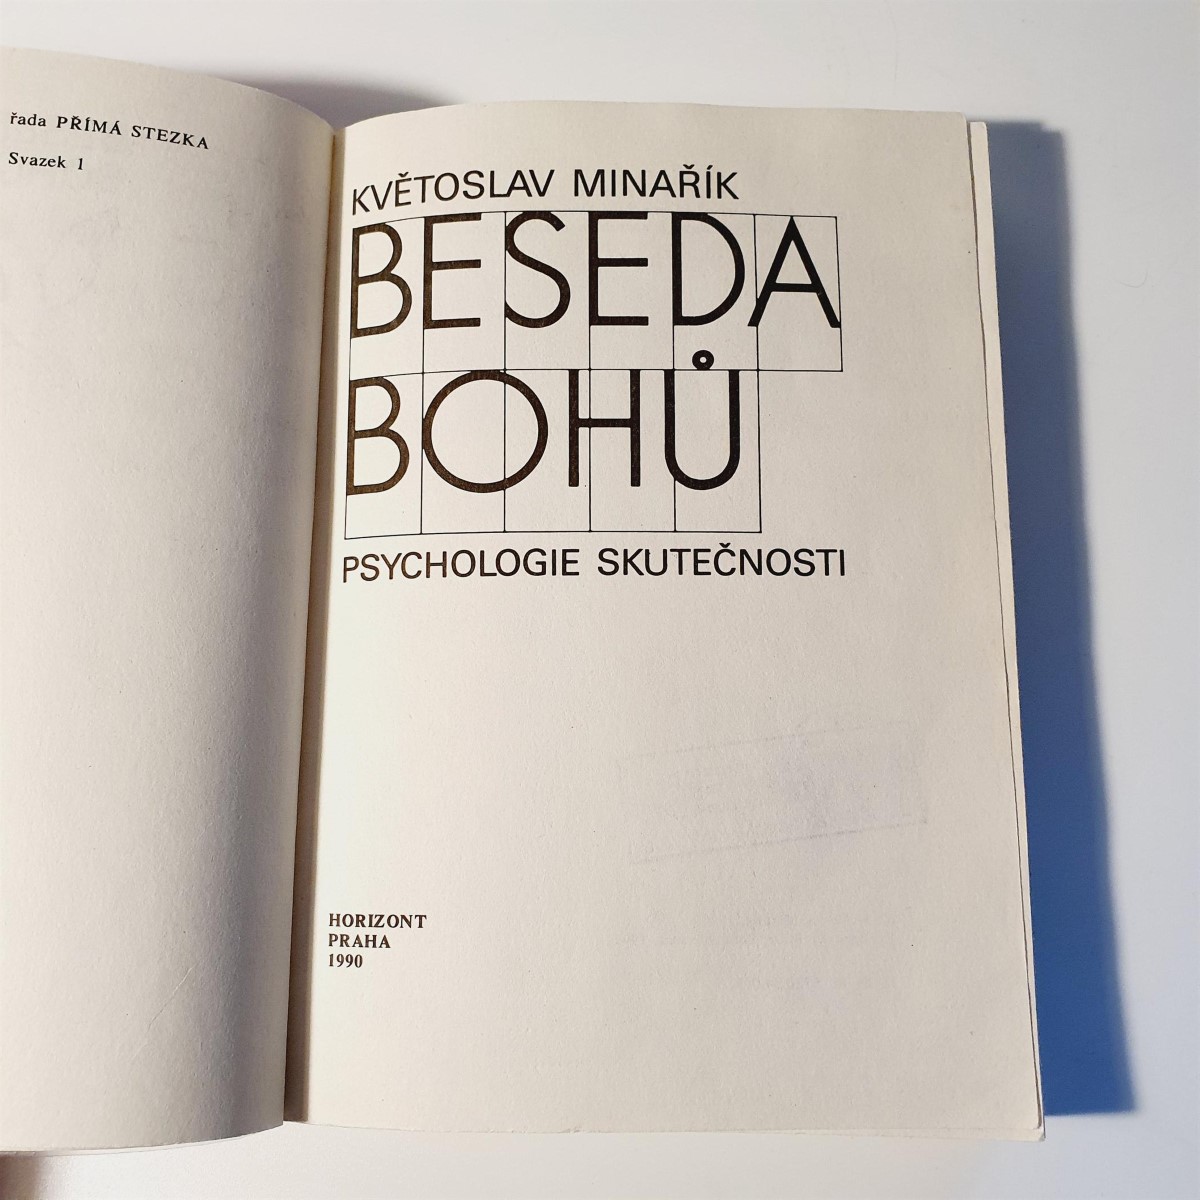 řada PŘÍMÁ STEZKA
Svazek 1
KVĚTOSLAV MINAŘÍK
BESEDA
BOHŮ
PSYCHOLOGIE SKUTEČNOSTI
HORIZONT
PRAHA
1990